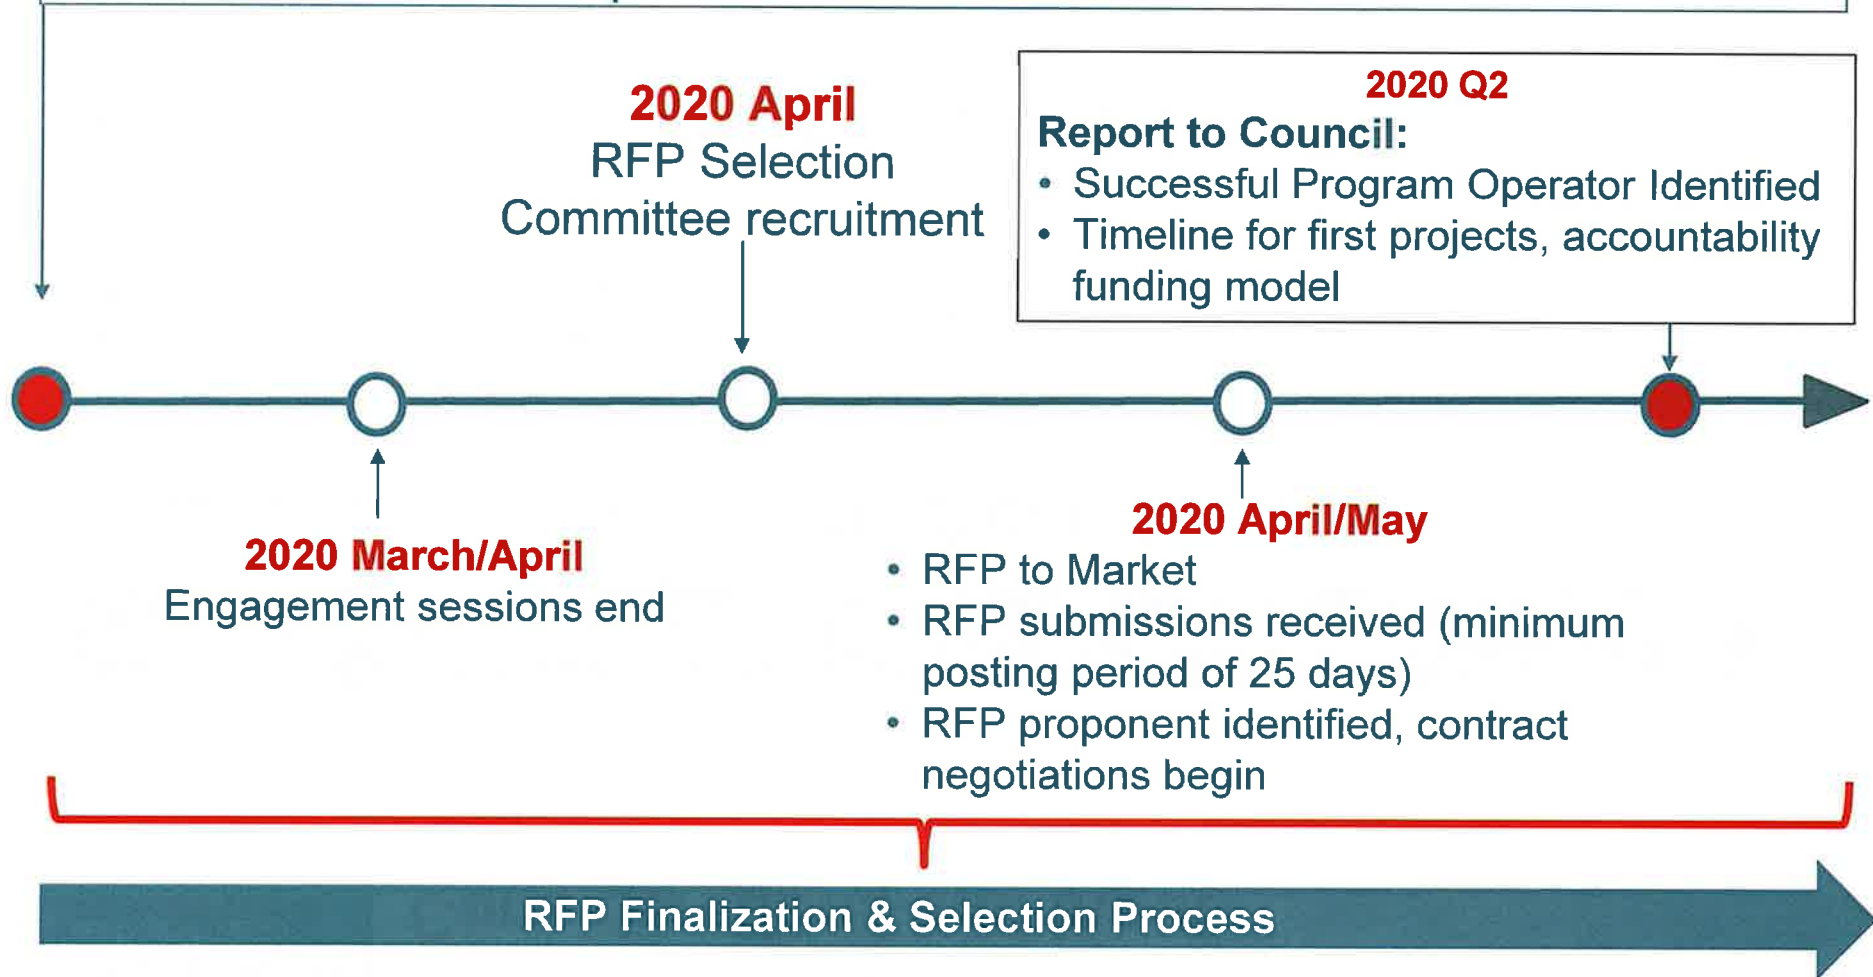 2020 April
RFP Selection
Committee recruitment
2020 Q2
Report to Council:
• Successful Program Operator Identified
• Timeline for first projects, accountability
funding model
2020 March/April
Engagement sessions end
2020 April/May
• RFP to Market
• RFP submissions received (minimum
posting period of 25 days)
• RFP proponent identified, contract
negotiations begin
RFP Finalization & Selection Process